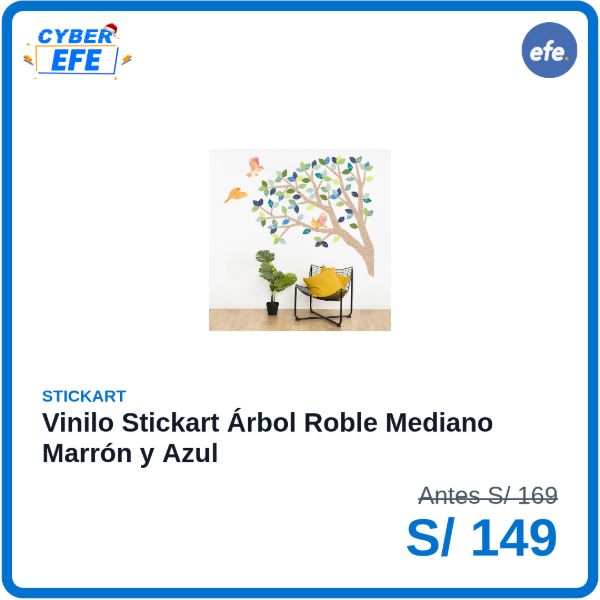 CYBER
EFE
efe.
STICKART
Vinilo Stickart Árbol Roble Mediano
Marrón y Azul
Antes S/ 169
S/ 149